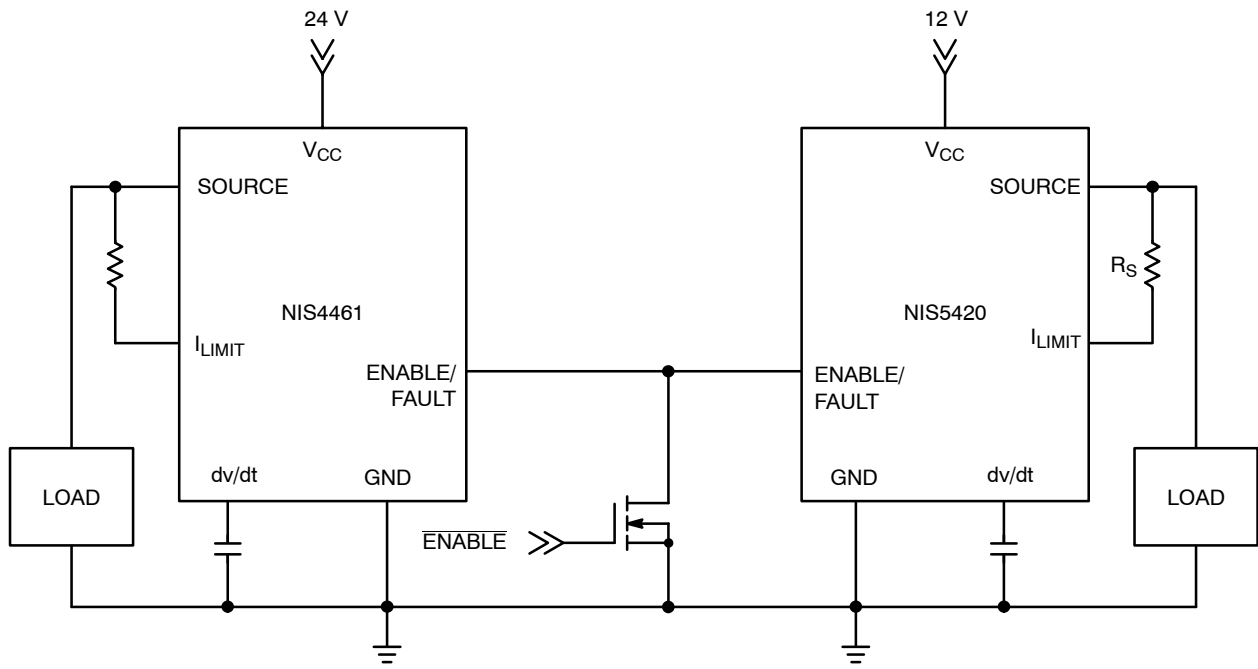 24 V
12 V
VCC
VCC
SOURCE
SOURCE
RS
NIS4461
NIS5420
ILIMIT
ILIMIT
ENABLE/
FAULT
ENABLE/
FAULT
dv/dt
GND
GND
dv/dt
LOAD
LOAD
ENABLE